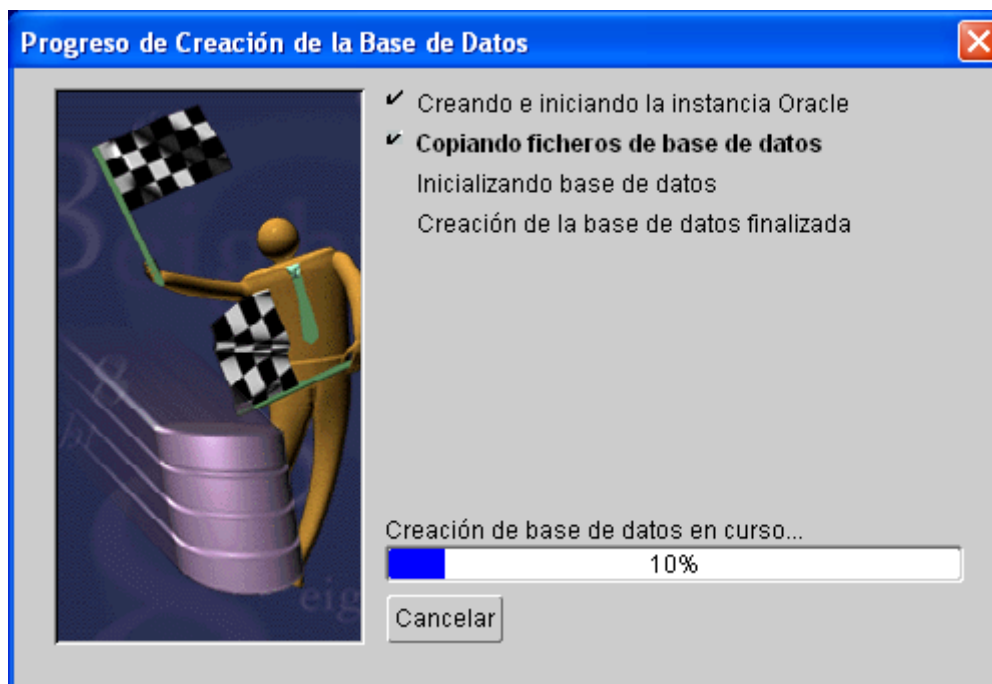 Progreso de Creación de la Base de Datos
Creando e iniciando la instancia Oracle
Copiando ficheros de base de datos
Inicializando base de datos
Creación de la base de datos finalizada
Creación de base de datos en curso...
10%
Cancelar
eig